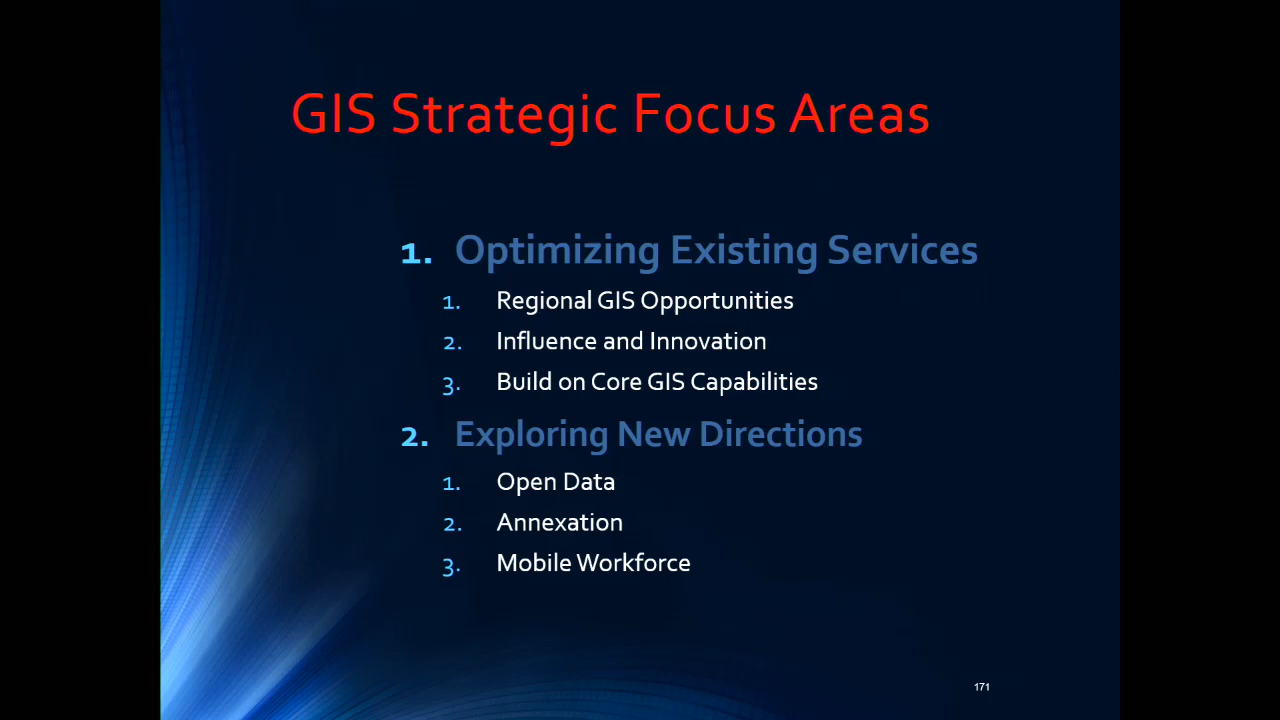 GIS Strategic Focus Areas
1. Optimizing Existing Services
1. Regional GIS Opportunities
2. Influence and Innovation
3. Build on Core GIS Capabilities
2. Exploring New Directions
1. Open Data
2. Annexation
3. Mobile Workforce
171